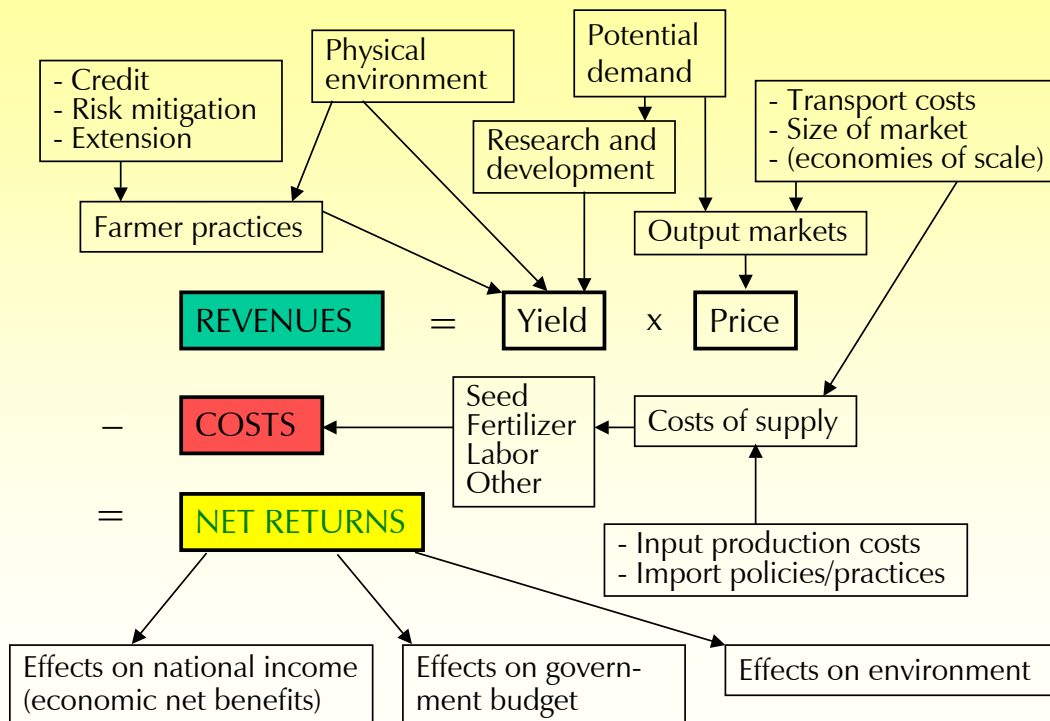 Physical
environment
Potential
demand
- Credit
- Risk mitigation
- Extension
- Transport costs
- Size of market
- (economies of scale)
Research and
development
Farmer practices
Output markets
REVENUES = Yield x Price
Seed
Fertilizer
Labor
Other
– COSTS
Costs of supply
= NET RETURNS
- Input production costs
- Import policies/practices
Effects on national income
(economic net benefits)
Effects on govern-
ment budget
Effects on environment